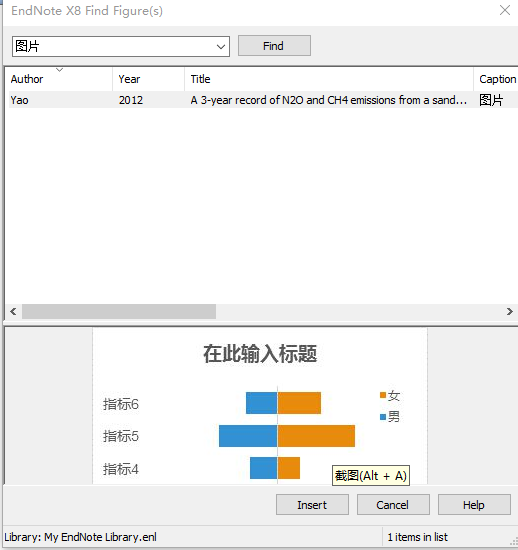 EndNote X8 Find Figure(s)
图片
Find
Author Year Title Caption
Yao 2012 A 3-year record of N2O and CH4 emissions from a sand... 图片
在此输入标题
指标6
女
男
指标5
指标4
截图(Alt + A)
Insert Cancel Help
Library: My EndNote Library.enl 1 items in list